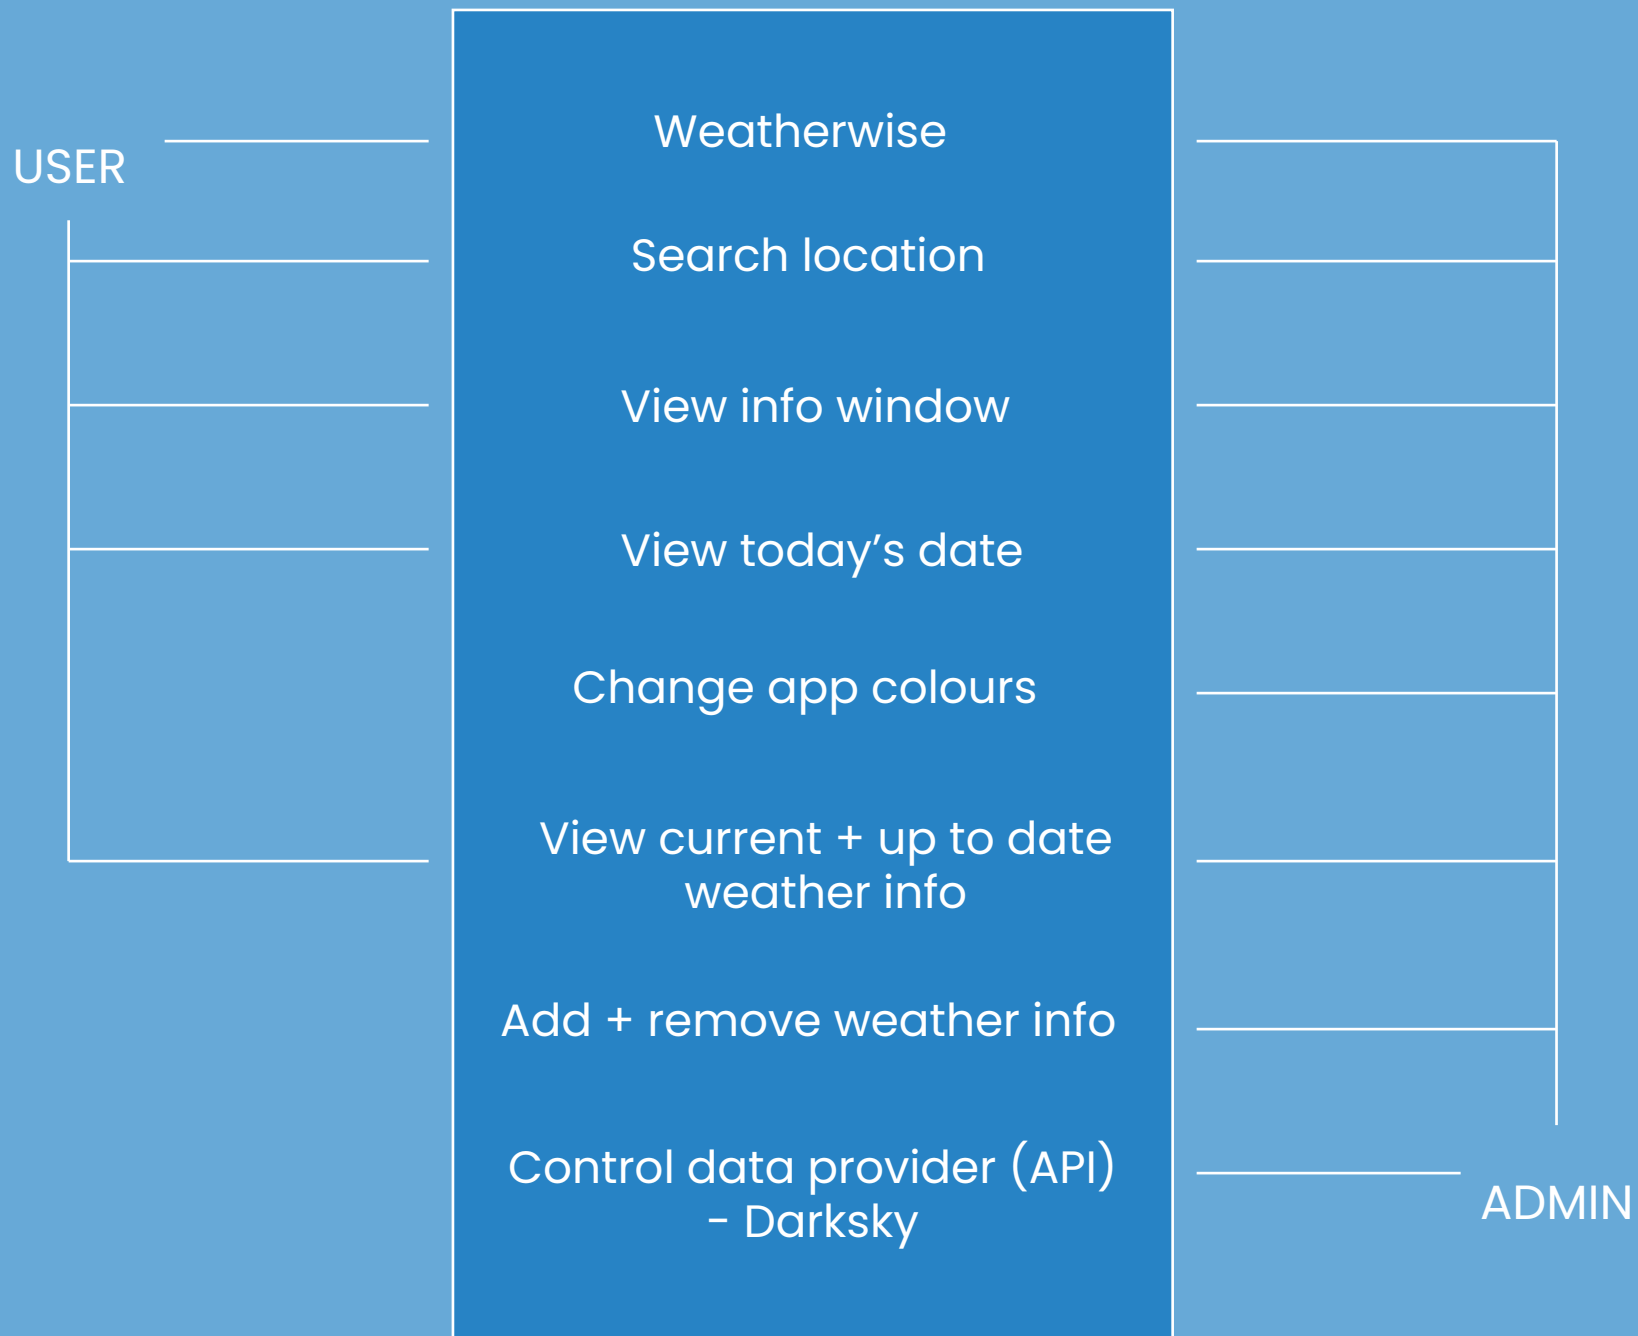 Weatherwise
USER
Search location
View info window
View today’s date
Change app colours
View current + up to date
weather info
Add + remove weather info
Control data provider (API)
- Darksky
ADMIN